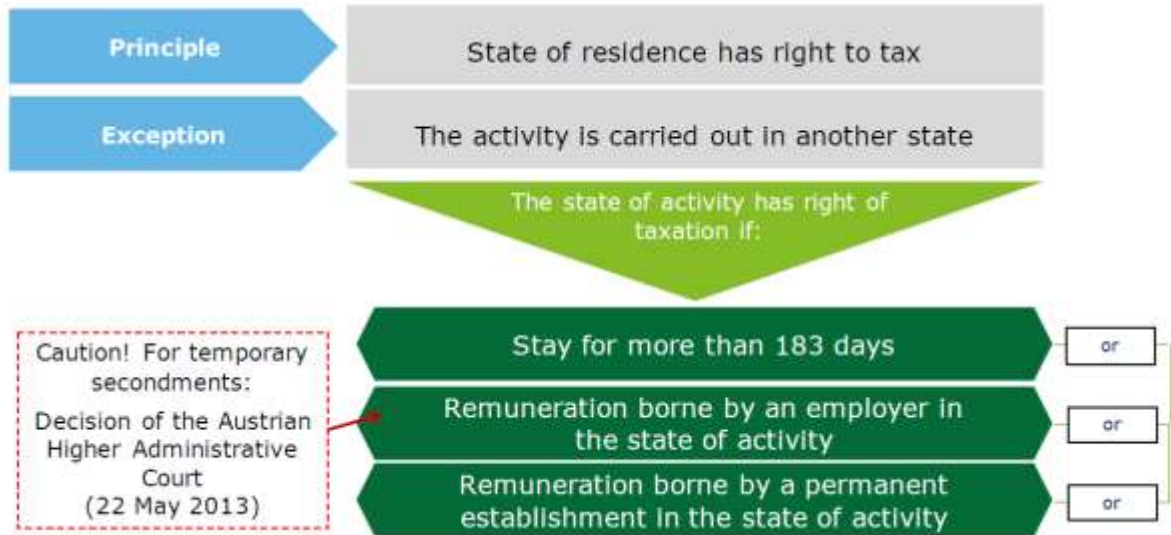 Principle
State of residence has right to tax
Exception
The activity is carried out in another state
The state of activity has right of
taxation if:
Caution! For temporary
secondments:
Decision of the Austrian
Higher Administrative
Court
(22 May 2013)
Stay for more than 183 days
or
Remuneration borne by an employer in
the state of activity
or
Remuneration borne by a permanent
establishment in the state of activity
or